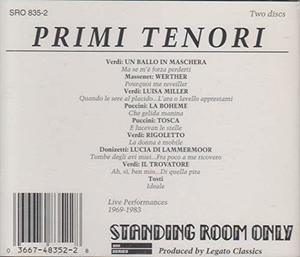 SRO 835-2
Two discs
PRIMI TENORI
Verdi: UN BALLO IN MASCHERA
Ma se m'è forza perderti
Massenet: WERTHER
Pourquoi me reveiller
Verdi: LUISA MILLER
Quando le sere al placido...L'ara o lavello apprestami
Puccini: LA BOHEME
Che gelida manina
Puccini: TOSCA
E lucevan le stelle
Verdi: RIGOLETTO
La donna è mobile
Donizetti: LUCIA DI LAMMERMOOR
Tombe degli avi miei...Fra poco a me ricovero
Verdi: IL TROVATORE
Ah, sì, ben mio...Di quella pira
Tosti
Ideale
Live Performances
1969-1983
STANDING ROOM ONLY
SERIES
Produced by Legato Classics
0 3667-48352-2 8